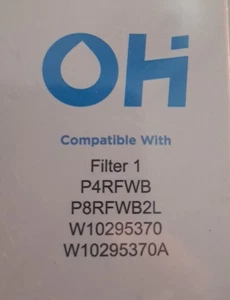 OH
Compatible With
Filter 1
P4RFWB
P8RFWB2L
W10295370
W10295370A